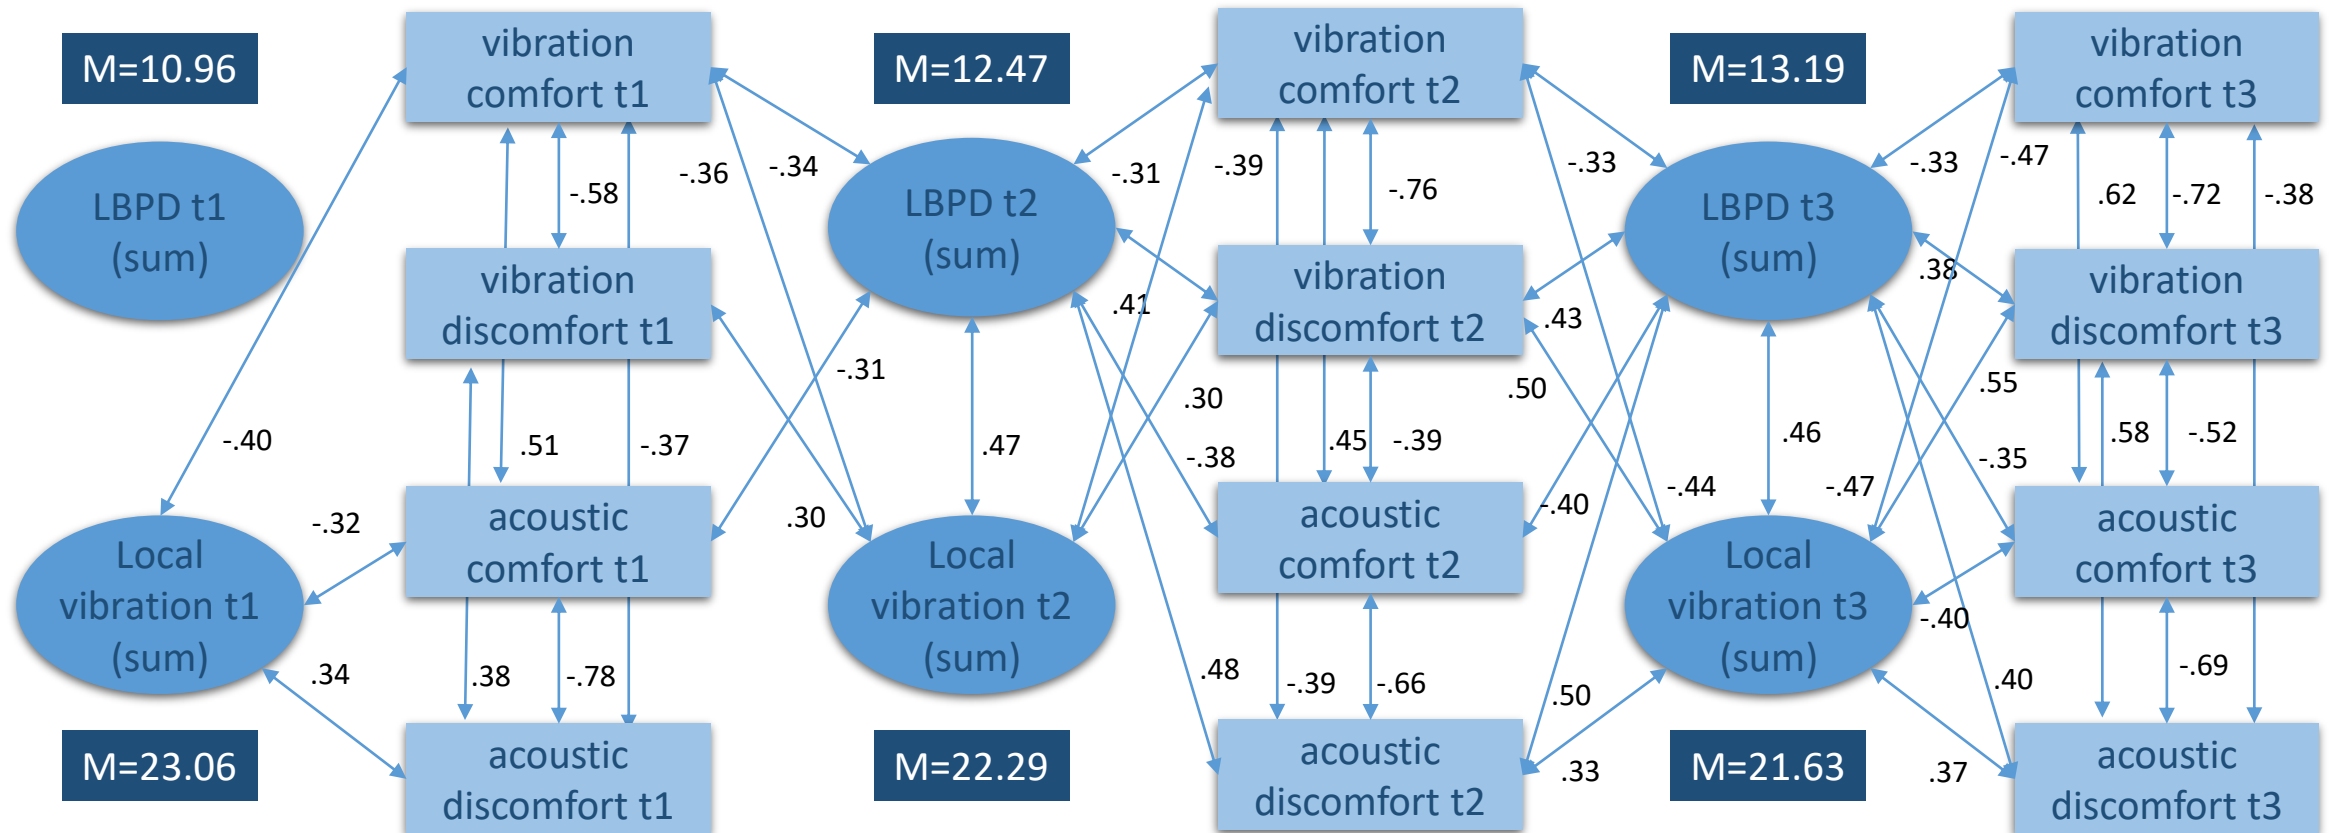 M=10.96
LBPD t1
(sum)
-.40
-.32
Local
vibration t1
(sum)
.34
M=23.06
vibration
comfort t1
-.58
vibration
discomfort t1
.51
-.37
acoustic
comfort t1
.38
-.78
acoustic
discomfort t1
-.36
-.34
-.31
.30
M=12.47
LBPD t2
(sum)
.47
Local
vibration t2
(sum)
M=22.29
-.31
-.39
.41
.30
-.38
.48
vibration
comfort t2
-.76
vibration
discomfort t2
.45
-.39
acoustic
comfort t2
-.39
-.66
acoustic
discomfort t2
-.33
.43
.50
-.40
-.44
.50
.33
M=13.19
LBPD t3
(sum)
.46
Local
vibration t3
(sum)
M=21.63
-.33
-.47
.38
.55
-.47
-.35
-.40
.40
.37
vibration
comfort t3
.62
-.72
-.38
vibration
discomfort t3
.58
-.52
acoustic
comfort t3
-.69
acoustic
discomfort t3